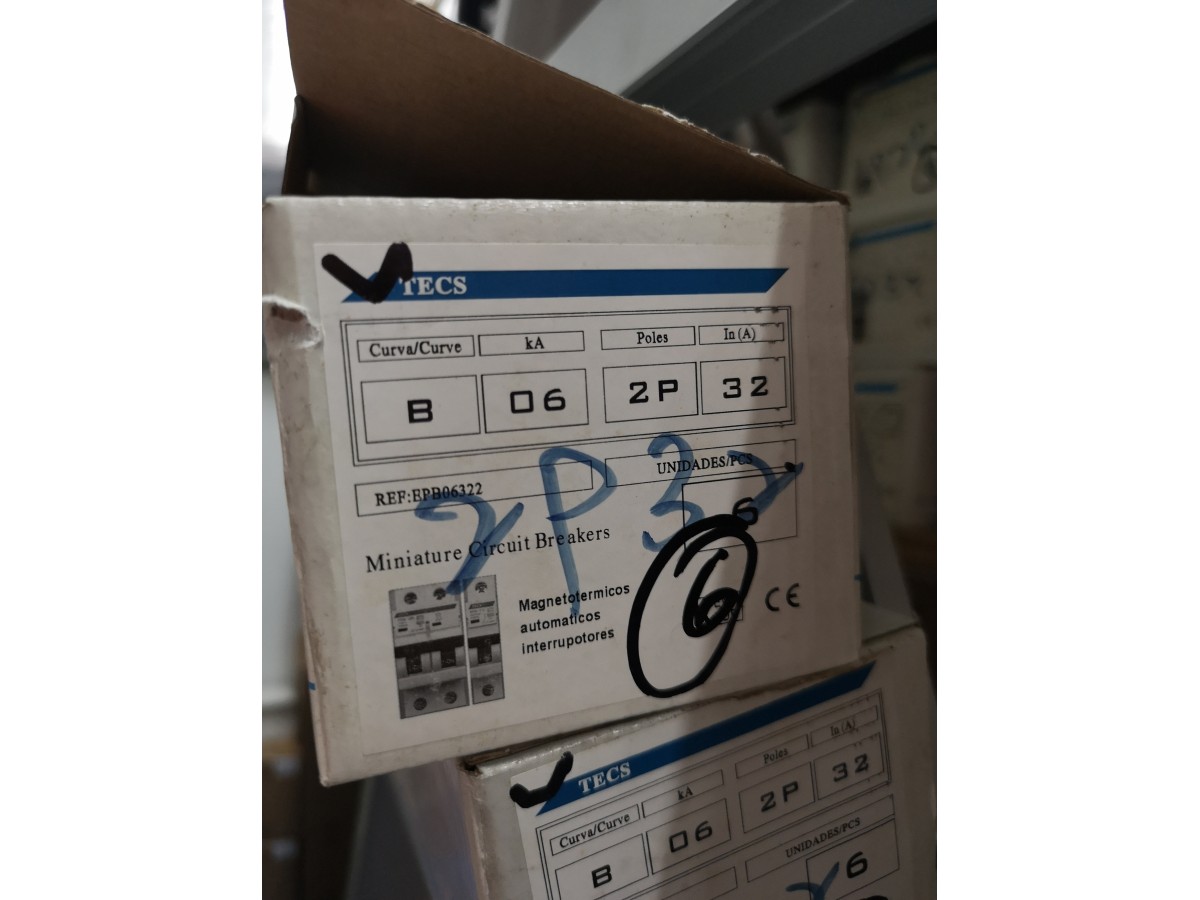 TECS
Curva/Curve kA Poles In (A)
B 06 2P 32
REF:EPB06322 UNIDADES/PCS
6
2P32
Miniature Circuit Breakers
Magnetotermicos
automaticos
interrupotores
6
CE
TECS
Curva/Curve kA Poles In (A)
B 06 2P 32
UNIDADES/PCS
6